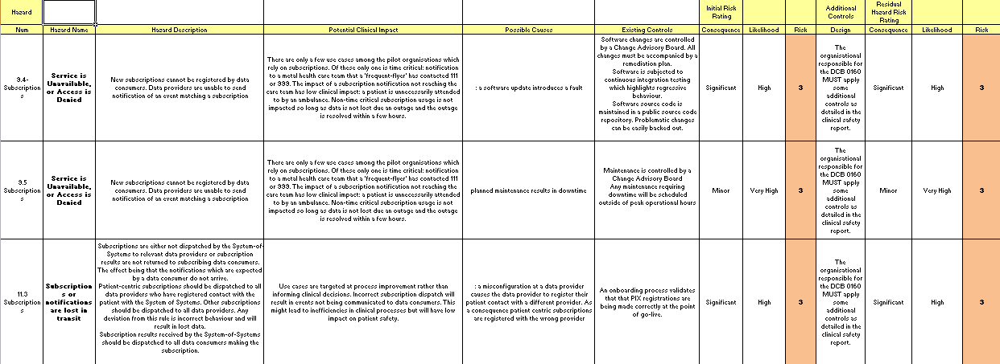 Hazard
Initial Risk
Rating
Additional
Controls
Residual
Hazard Risk
Rating
Num
Hazard Name
Hazard Description
Potential Clinical Impact
Possible Causes
Existing Controls
Consequence
Likelihood
Risk
Design
Consequence
Likelihood
Risk
9.4-
Subscription
s
Service is
Unavailable,
or Access is
Denied
New subscriptions cannot be registered by data
consumers. Data providers are unable to send
notification of an event matching a subscription
There are only a few use cases among the pilot organisations which
rely on subscriptions. Of these only one is time critical: notification
to a metal health care team that a 'frequent-flyer' has contacted 111
or 999. The impact of a subscription notification not reaching the
care team has low clinical impact: a patient is unnecessarily attended
to by an ambulance. Non-time critical subscription usage is not
impacted so long as data is not lost due an outage and the outage
is resolved within a few hours.
: a software update introduces a fault
Software changes are controlled
by a Change Advisory Board. All
changes must be accompanied by a
remediation plan.
Software is subjected to
continuous integration testing
which highlights regressive
behaviour.
Software source code is
maintained in a public source code
repository. Problematic changes
can be easily backed out.
Significant
High
3
The
organisational
responsible for
the DCB 0160
MUST apply
some
additional
controls as
detailed in the
clinical safety
report.
Significant
High
3
9.5
Subscription
s
Service is
Unavailable,
or Access is
Denied
New subscriptions cannot be registered by data
consumers. Data providers are unable to send
notification of an event matching a subscription
There are only a few use cases among the pilot organisations which
rely on subscriptions. Of these only one is time critical: notification
to a metal health care team that a 'frequent-flyer' has contacted 111
or 999. The impact of a subscription notification not reaching the
care team has low clinical impact: a patient is unnecessarily attended
to by an ambulance. Non-time critical subscription usage is not
impacted so long as data is not lost due an outage and the outage
is resolved within a few hours.
planned maintenance results in downtime
Maintenance is controlled by a
Change Advisory Board
Any maintenance requiring
downtime will be scheduled
outside of peak operational hours
Minor
Very High
3
The
organisational
responsible for
the DCB 0160
MUST apply
some
additional
controls as
detailed in the
clinical safety
report.
Minor
Very High
3
11.3
Subscription
s
Subscription
s or
notifications
are lost in
transit
Subscriptions are either not dispatched by the System-of-
Systems to relevant data providers or subscription
results are not returned to subscribing data consumers.
The effect being that the notifications which are expected
by a data consumer do not arrive.
Patient-centric subscriptions should be dispatched to all
data providers who have registered contact with the
patient with the System of Systems. Other subscriptions
should be dispatched to all data providers. Any
deviation from this rule is incorrect behaviour and will
result in lost data.
Subscription results received by the System-of-Systems
should be dispatched to all data consumers making the
subscription.
Use cases are targeted at process improvement rather than
informing clinical decisions. Incorrect subscription dispatch will
result in events not being communicated to data consumers. This
might lead to inefficiencies in clinical processes but will have low
impact on patient safety.
: a misconfiguration at a data provider
causes the data provider to register their
patient contact with a different provider. As
a consequence patient centric subscriptions
are registered with the wrong provider
An onboarding process validates
that that PIX registrations are
being made correctly at the point
of go-live.
Significant
High
3
The
organisational
responsible for
the DCB 0160
MUST apply
some
additional
controls as
detailed in the
clinical safety
report.
Significant
High
3